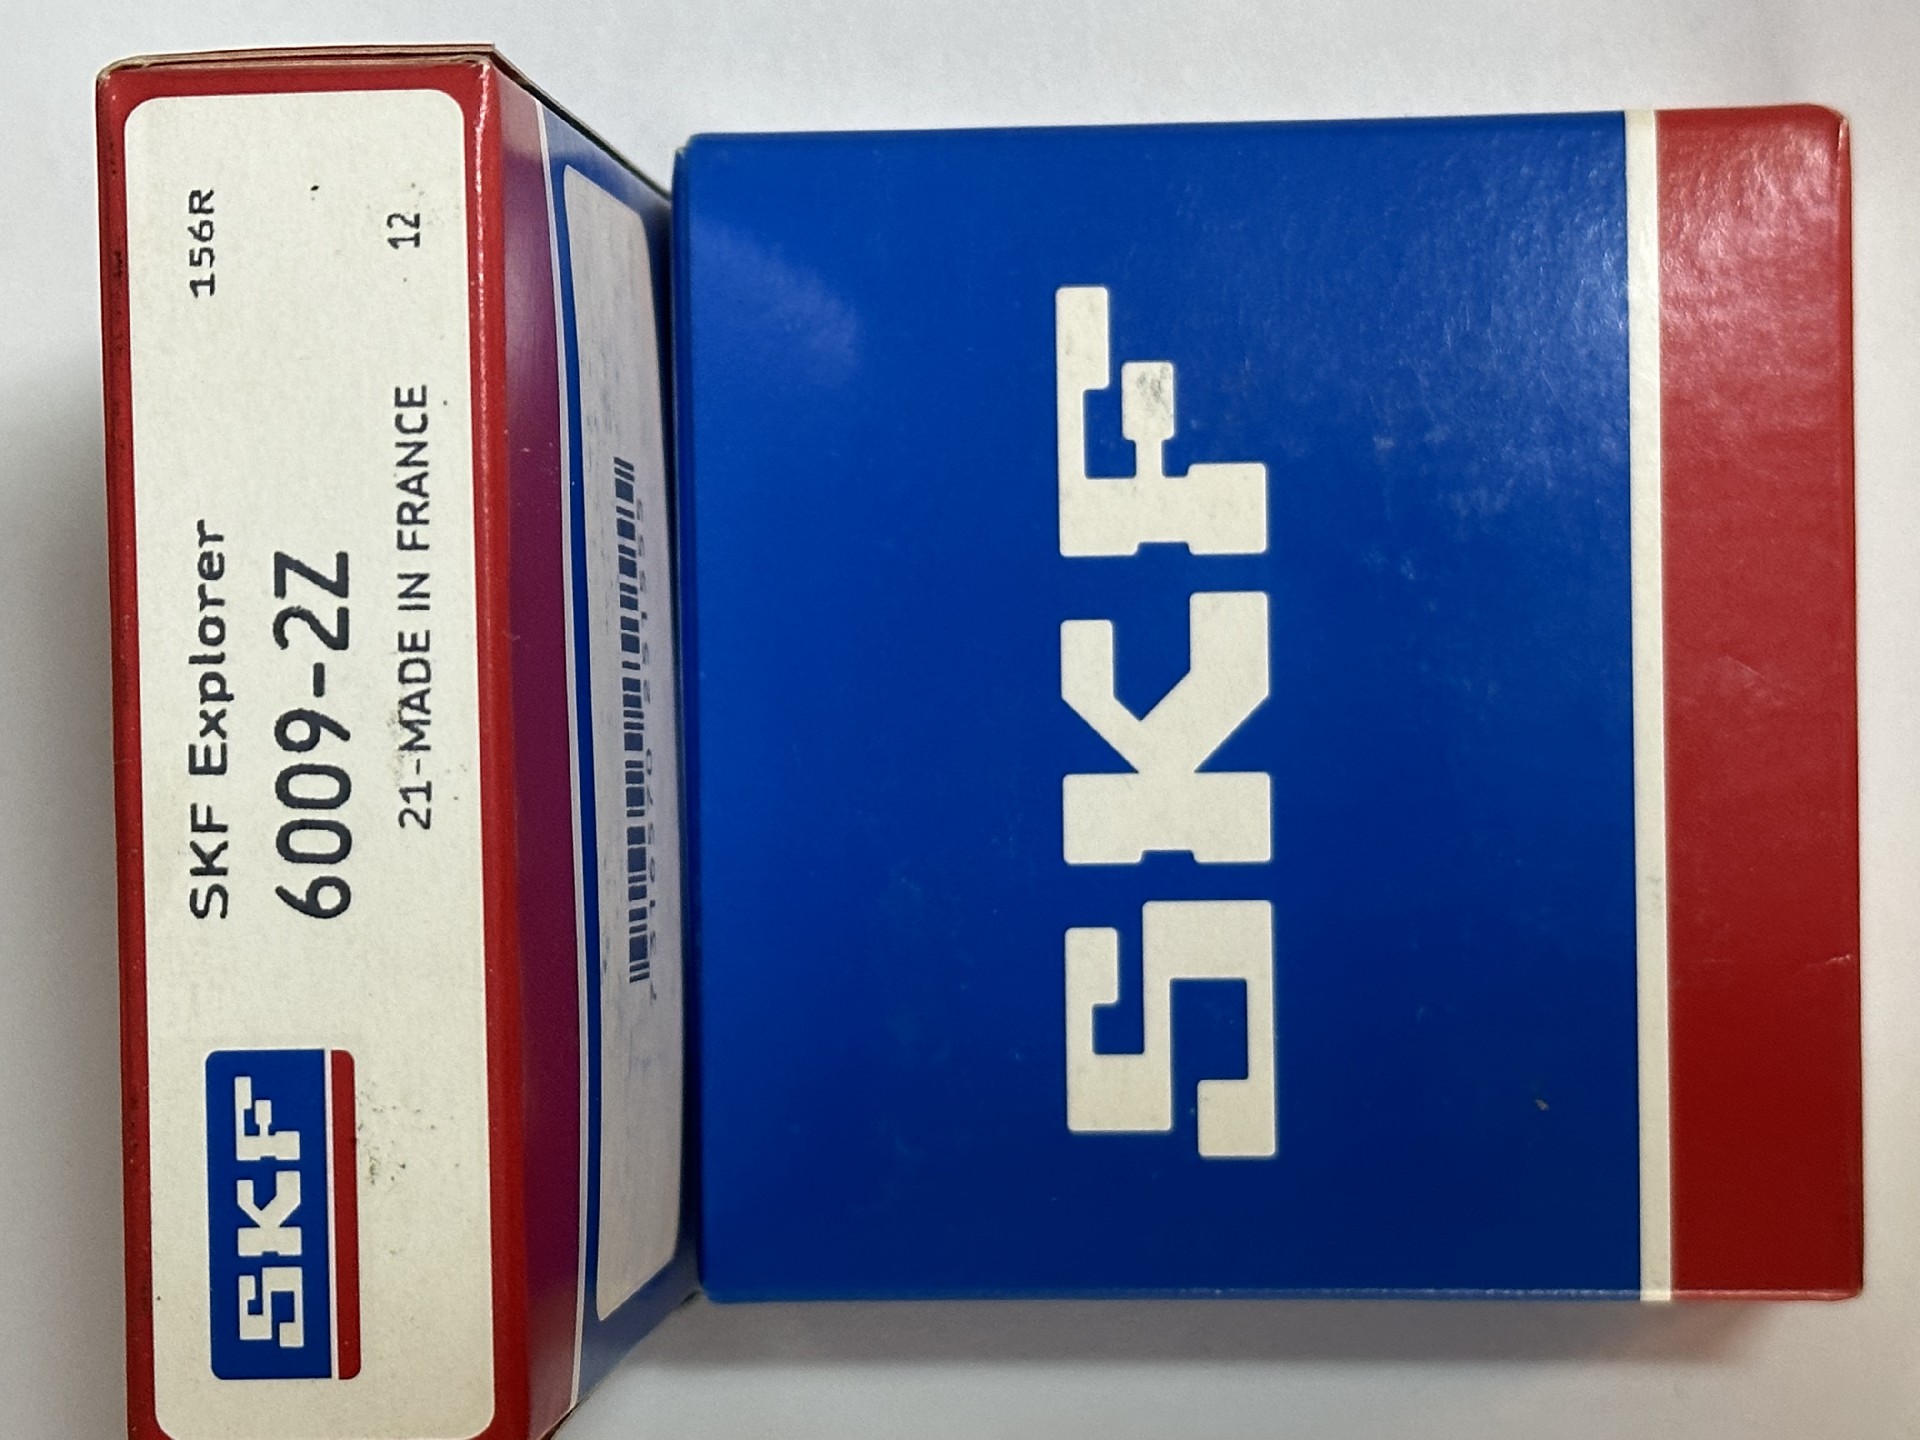 SKF
SKF Explorer 156R
6009-2Z
21-MADE IN FRANCE 12
SKF